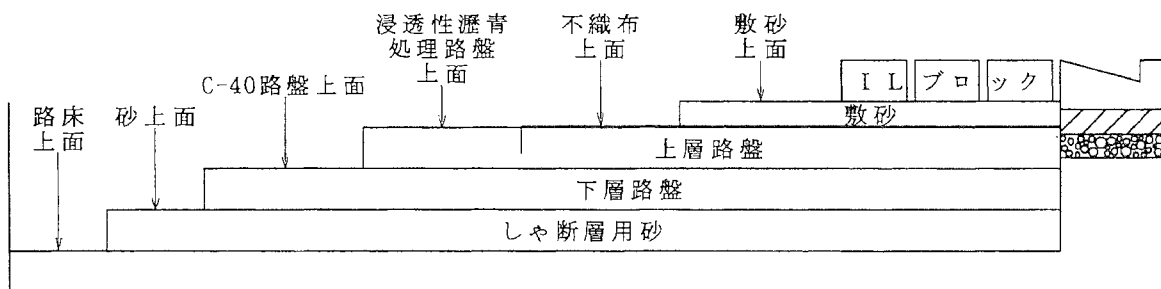 浸透性瀝青
処理路盤
上面
不織布
上面
敷砂
上面
C-40路盤上面
路床
上面
砂上面
IL ブロック
敷砂
上層路盤
下層路盤
しゃ断層用砂